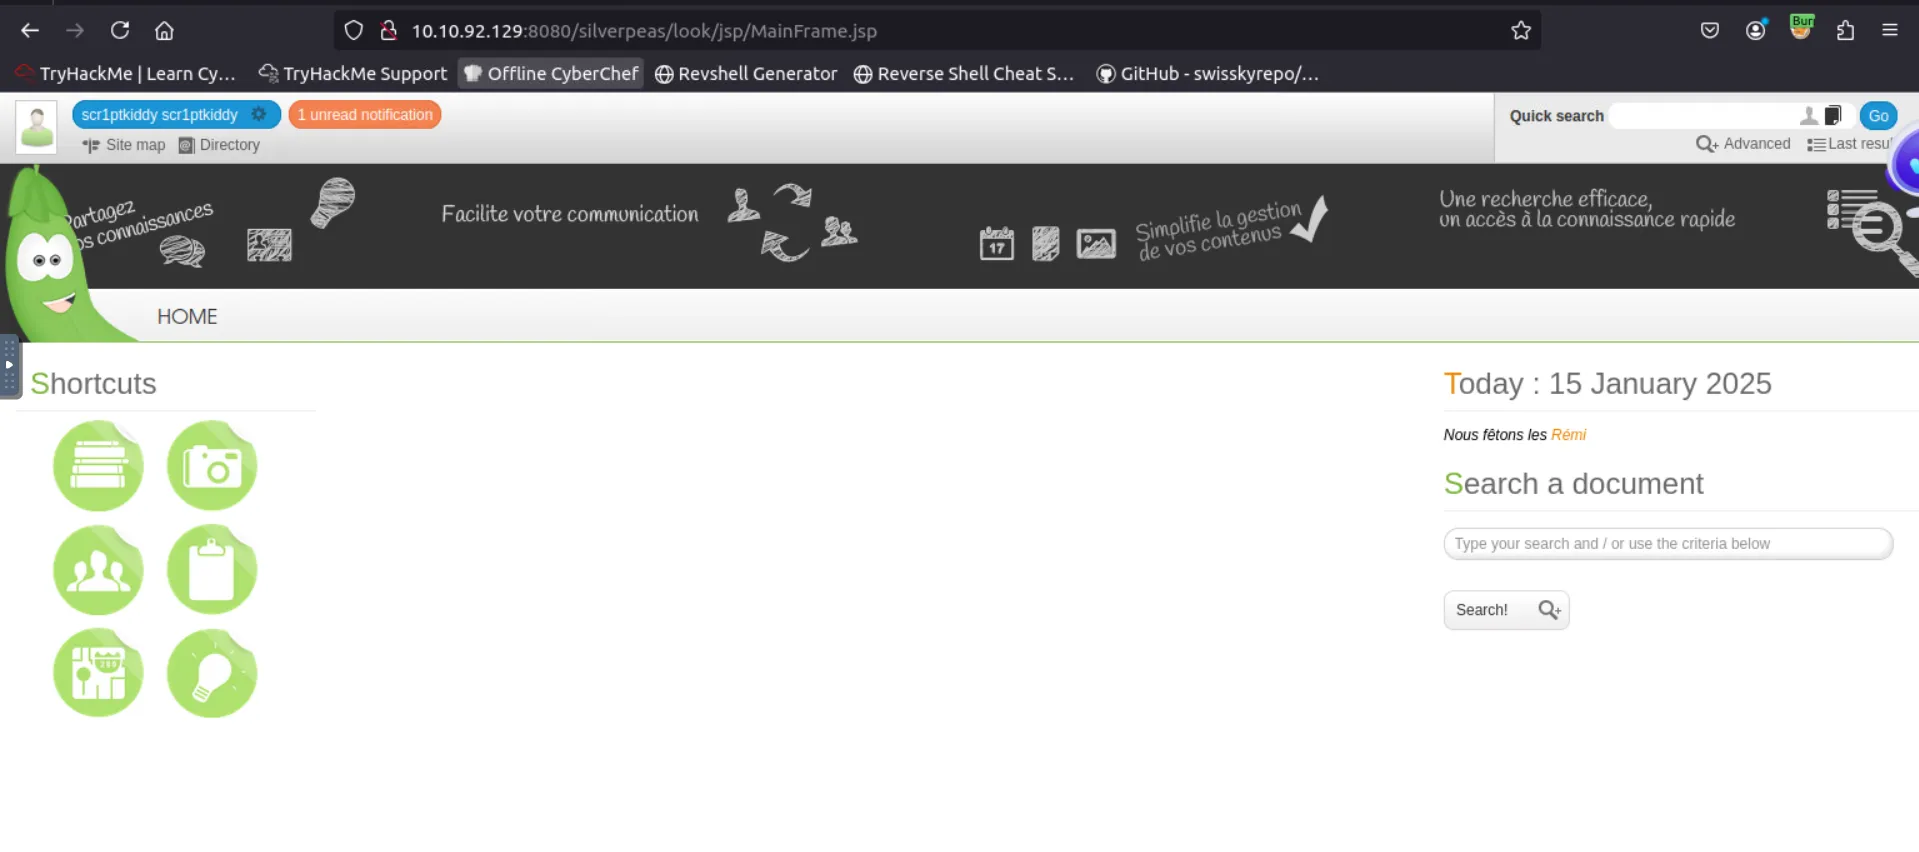 10.10.92.129:8080/silverpeas/look/jsp/MainFrame.jsp
Burp
TryHackMe | Learn Cy… TryHackMe Support Offline CyberChef Revshell Generator Reverse Shell Cheat S… GitHub - swisskyrepo/…
scr1ptkiddy scr1ptkiddy 1 unread notification
Site map Directory
Quick search Go
Advanced Last resu
Partagez
os connaissances
Facilite votre communication
17
Simplifie la gestion
de vos contenus
Une recherche efficace,
un accès à la connaissance rapide
HOME
Shortcuts
Today : 15 January 2025
Nous fêtons les Rémi
Search a document
Type your search and / or use the criteria below
Search!